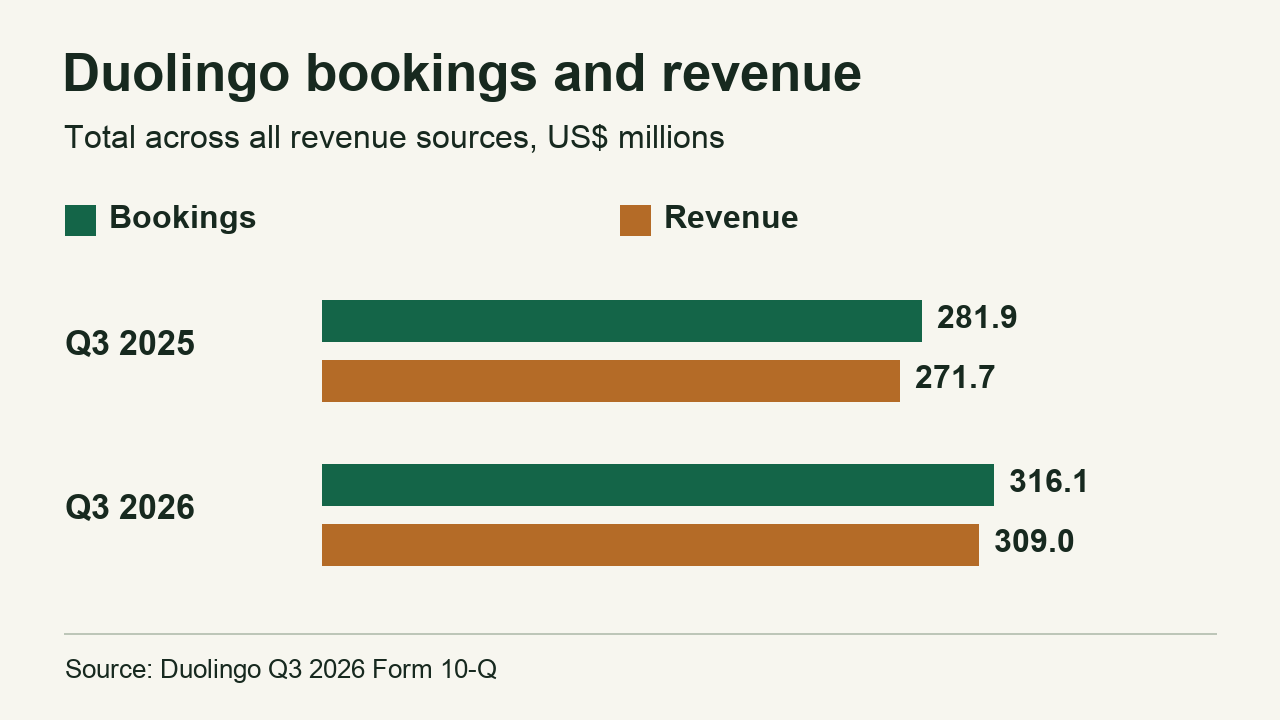 Duolingo bookings and revenue
Total across all revenue sources, US$ millions
Bookings
Revenue
Q3 2025
281.9
271.7
Q3 2026
316.1
309.0
Source: Duolingo Q3 2026 Form 10-Q